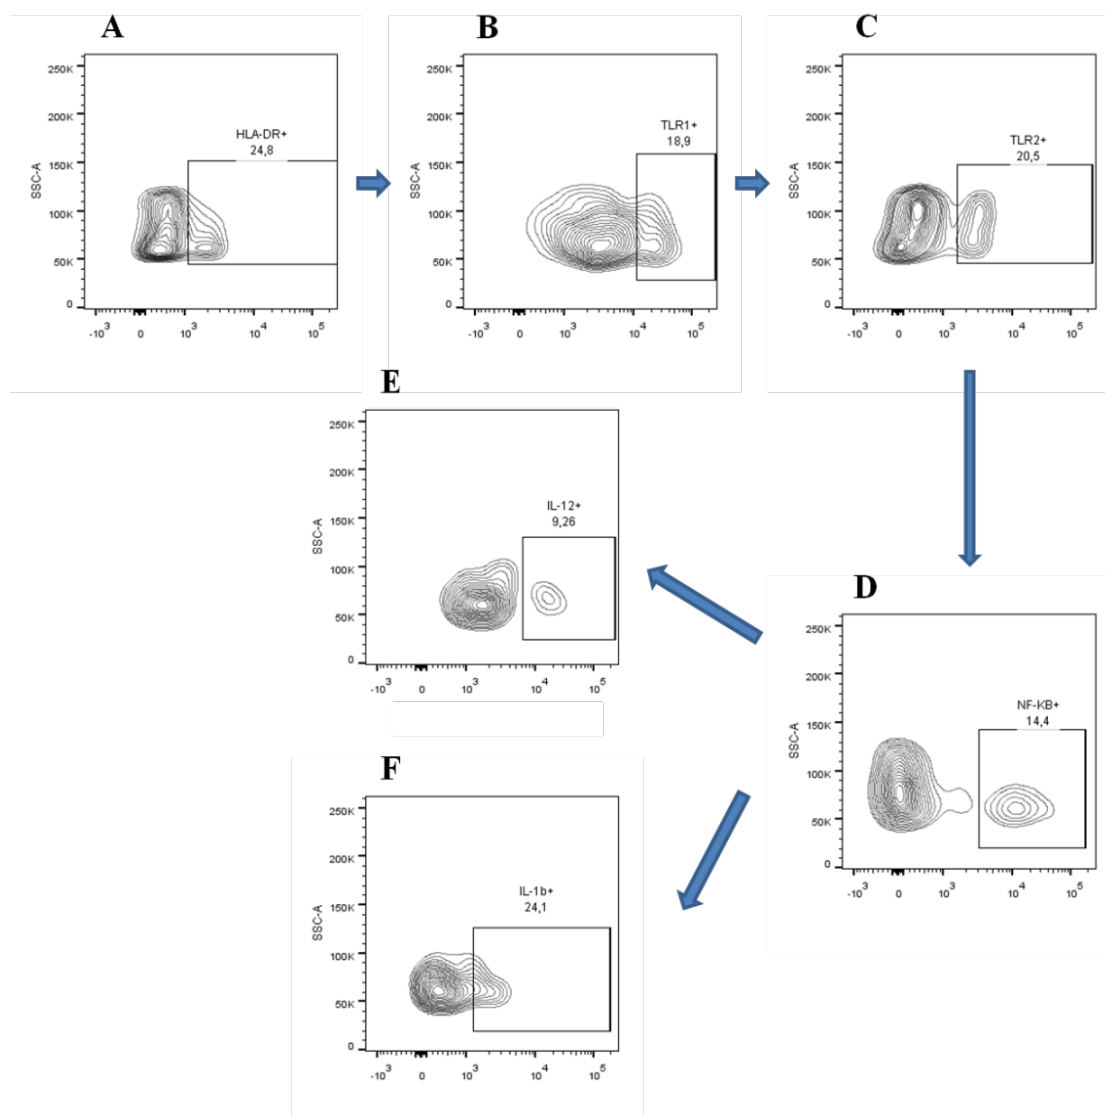 A
250K
200K
150K
100K
50K
0
SSC-A
HLA-DR+
24,8
-10³ 0 10³ 10⁴ 10⁵
B
250K
200K
150K
100K
50K
0
SSC-A
TLR1+
18,9
-10³ 0 10³ 10⁴ 10⁵
C
250K
200K
150K
100K
50K
0
SSC-A
TLR2+
20,5
-10³ 0 10³ 10⁴ 10⁵
E
250K
200K
150K
100K
50K
0
SSC-A
IL-12+
9,26
-10³ 0 10³ 10⁴ 10⁵
D
250K
200K
150K
100K
50K
0
SSC-A
NF-KB+
14,4
-10³ 0 10³ 10⁴ 10⁵
F
250K
200K
150K
100K
50K
0
SSC-A
IL-1b+
24,1
-10³ 0 10³ 10⁴ 10⁵